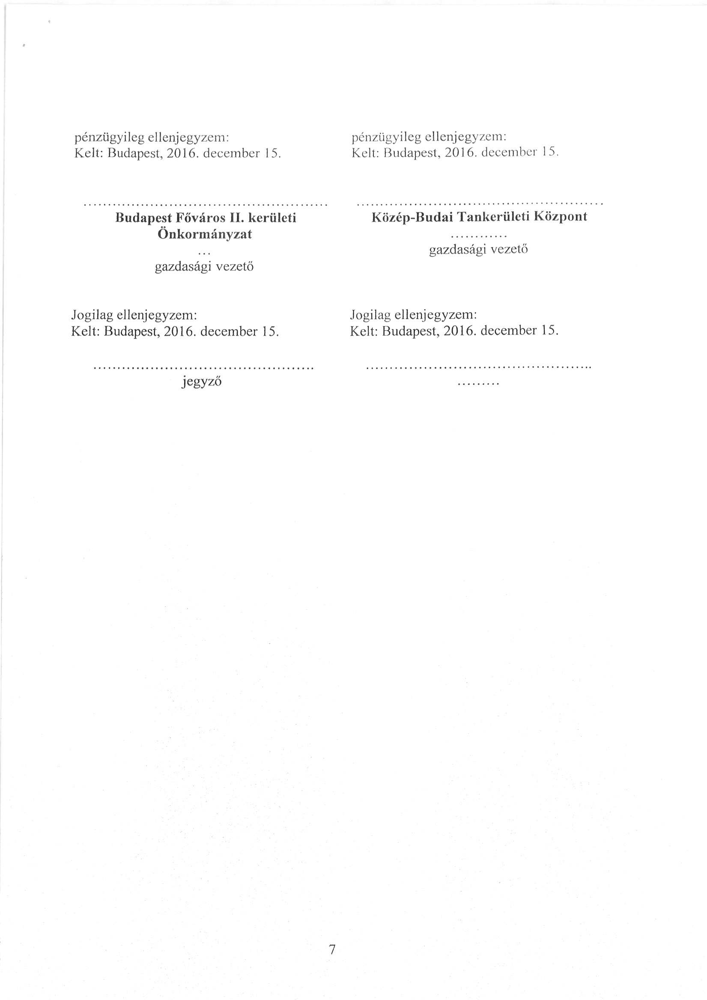 pénzügyileg ellenjegyzem:
Kelt: Budapest, 2016. december 15.
..................................................
Budapest Főváros II. kerületi
Önkormányzat
...
gazdasági vezető
pénzügyileg ellenjegyzem:
Kelt: Budapest, 2016. december 15.
..................................................
Közép-Budai Tankerületi Központ
............
gazdasági vezető
Jogilag ellenjegyzem:
Kelt: Budapest, 2016. december 15.
..............................................
jegyző
Jogilag ellenjegyzem:
Kelt: Budapest, 2016. december 15.
..............................................
.........
7